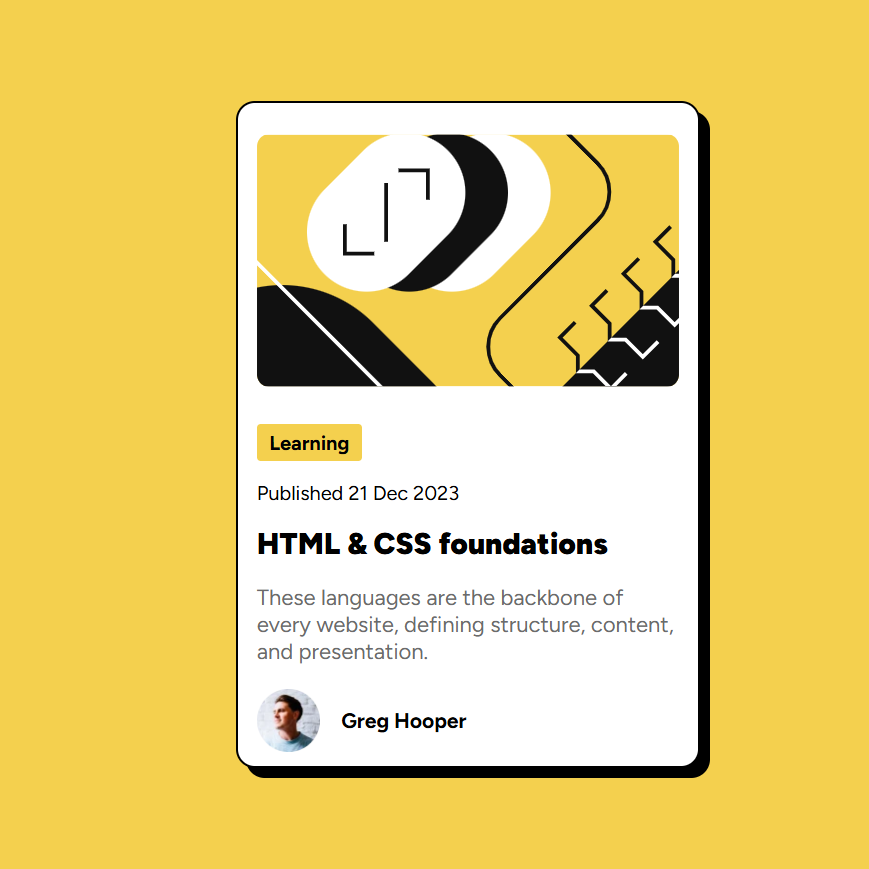 Learning
Published 21 Dec 2023
HTML & CSS foundations
These languages are the backbone of
every website, defining structure, content,
and presentation.
Greg Hooper